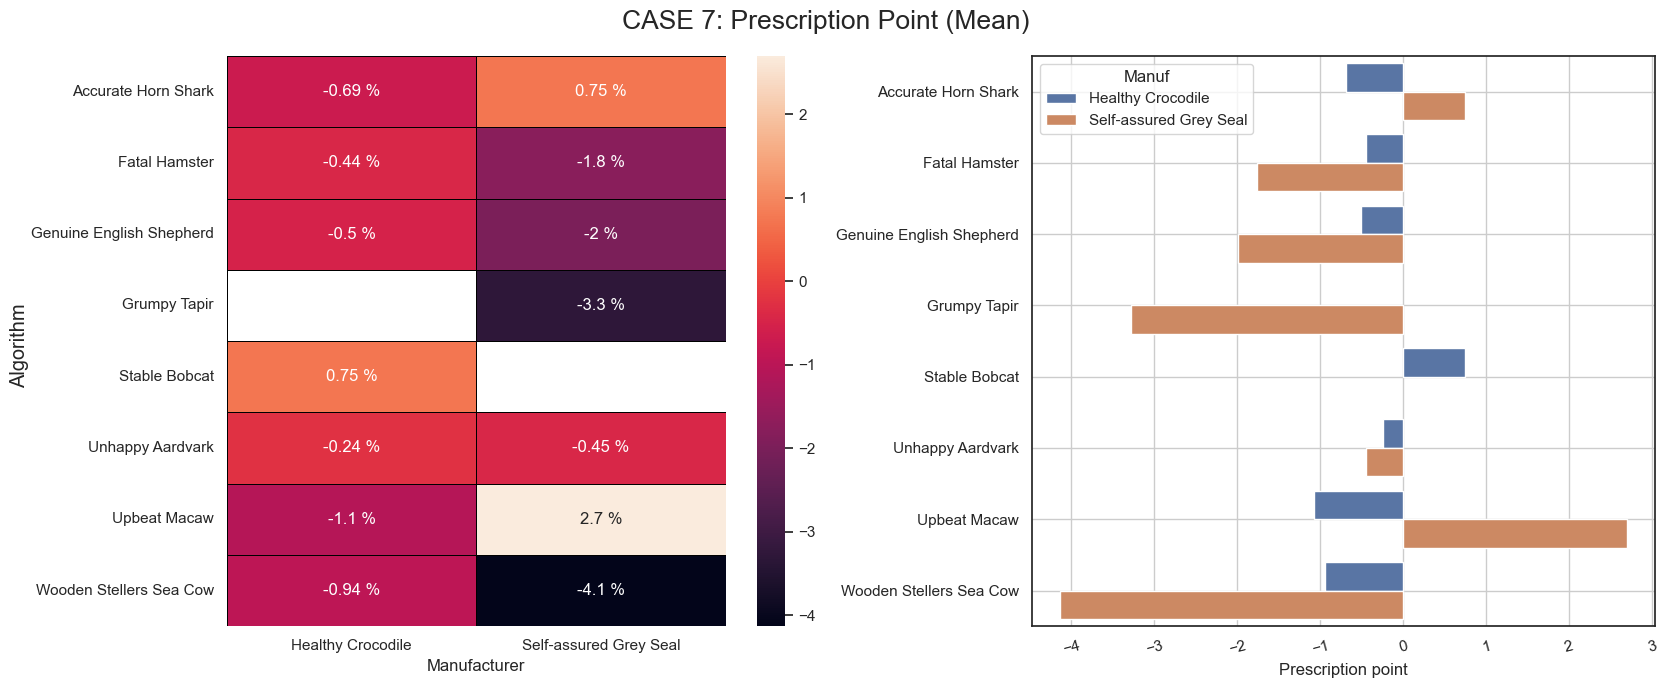 CASE 7: Prescription Point (Mean)
Algorithm
Accurate Horn Shark
-0.69 %
0.75 %
Fatal Hamster
-0.44 %
-1.8 %
Genuine English Shepherd
-0.5 %
-2 %
Grumpy Tapir
-3.3 %
Stable Bobcat
0.75 %
Unhappy Aardvark
-0.24 %
-0.45 %
Upbeat Macaw
-1.1 %
2.7 %
Wooden Stellers Sea Cow
-0.94 %
-4.1 %
Healthy Crocodile
Self-assured Grey Seal
Manufacturer
2
1
0
−1
−2
−3
−4
Manuf
Healthy Crocodile
Self-assured Grey Seal
Accurate Horn Shark
Fatal Hamster
Genuine English Shepherd
Grumpy Tapir
Stable Bobcat
Unhappy Aardvark
Upbeat Macaw
Wooden Stellers Sea Cow
−4
−3
−2
−1
0
1
2
3
Prescription point